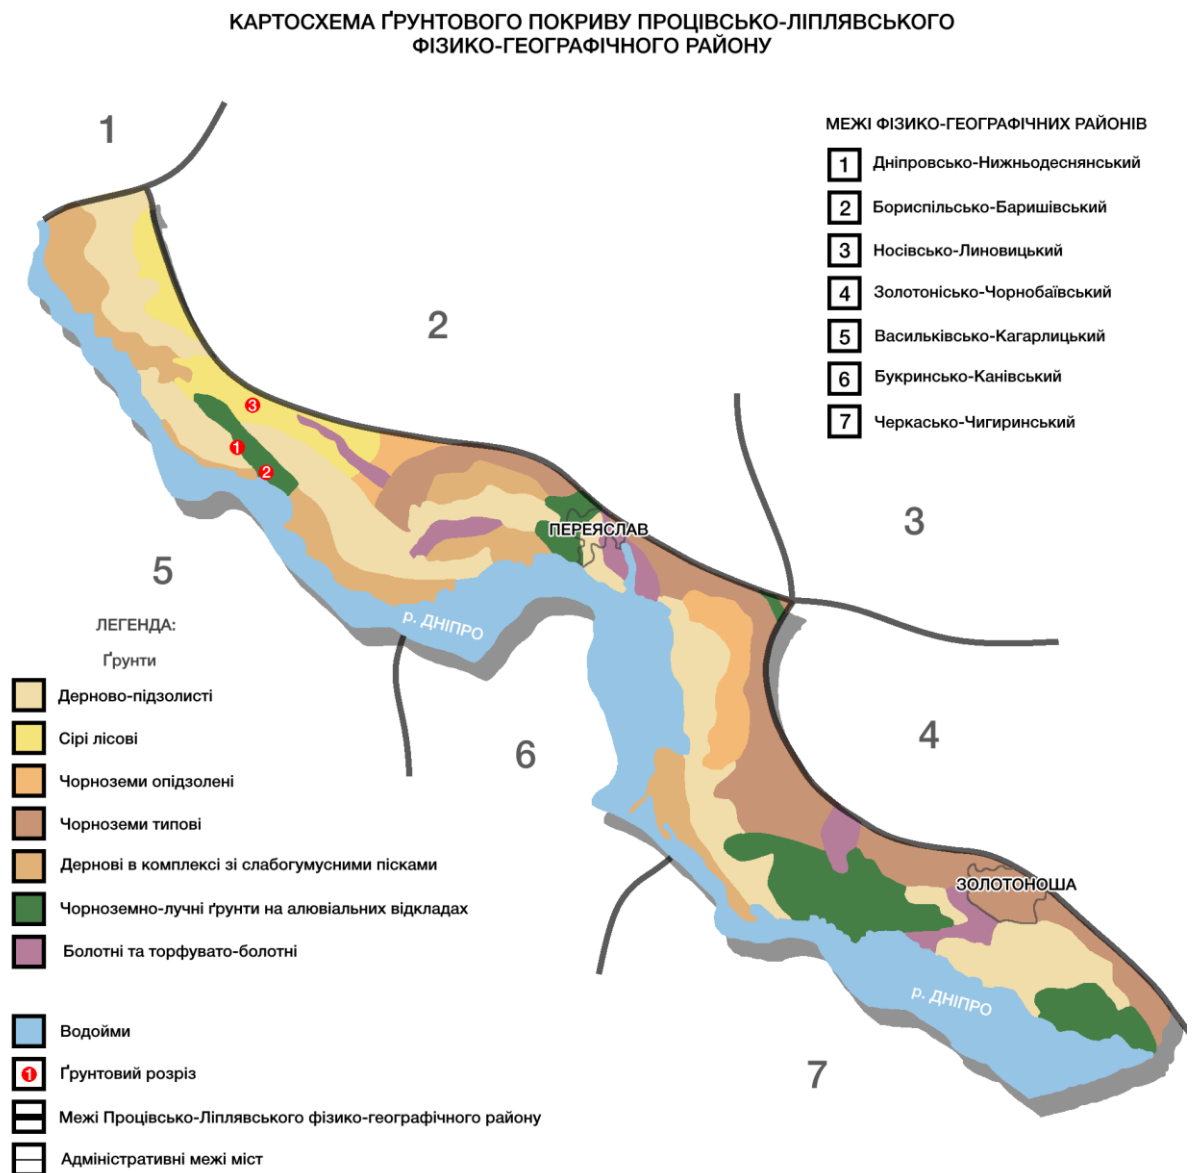 КАРТОСХЕМА ҐРУНТОВОГО ПОКРИВУ ПРОЦІВСЬКО-ЛІПЛЯВСЬКОГО
ФІЗИКО-ГЕОГРАФІЧНОГО РАЙОНУ
1
2
3
4
5
6
7
МЕЖІ ФІЗИКО-ГЕОГРАФІЧНИХ РАЙОНІВ
1 Дніпровсько-Нижньодеснянський
2 Бориспільсько-Баришівський
3 Носівсько-Линовицький
4 Золотонісько-Чорнобаївський
5 Васильківсько-Кагарлицький
6 Букринсько-Канівський
7 Черкасько-Чигиринський
3
1
2
ПЕРЕЯСЛАВ
р. ДНІПРО
ЗОЛОТОНОША
р. ДНІПРО
ЛЕГЕНДА:
Ґрунти
Дерново-підзолисті
Сірі лісові
Чорноземи опідзолені
Чорноземи типові
Дернові в комплексі зі слабогумусними пісками
Чорноземно-лучні ґрунти на алювіальних відкладах
Болотні та торфувато-болотні
Водойми
1 Ґрунтовий розріз
Межі Процівсько-Ліплявського фізико-географічного району
Адміністративні межі міст